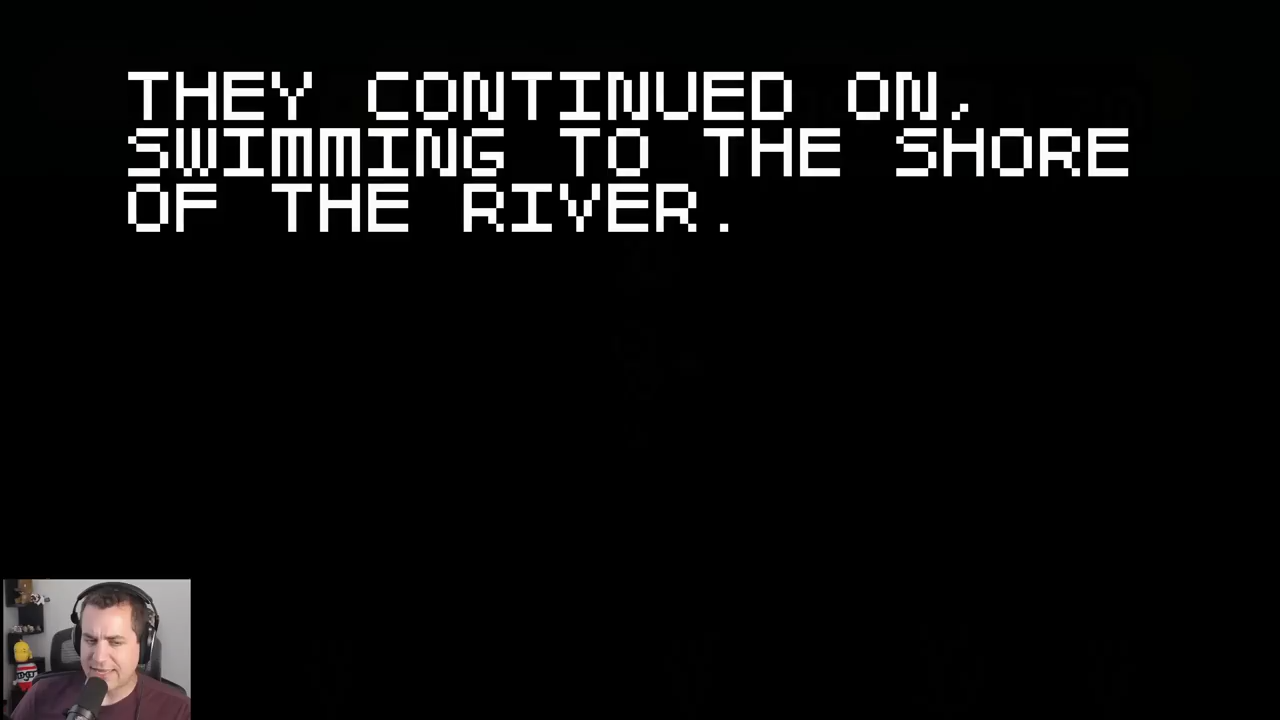 THEY CONTINUED ON,
SWIMMING TO THE SHORE
OF THE RIVER.